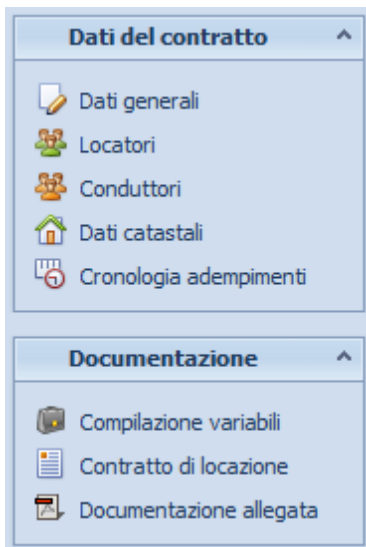 Dati del contratto
Dati generali
Locatori
Conduttori
Dati catastali
Cronologia adempimenti
Documentazione
Compilazione variabili
Contratto di locazione
Documentazione allegata